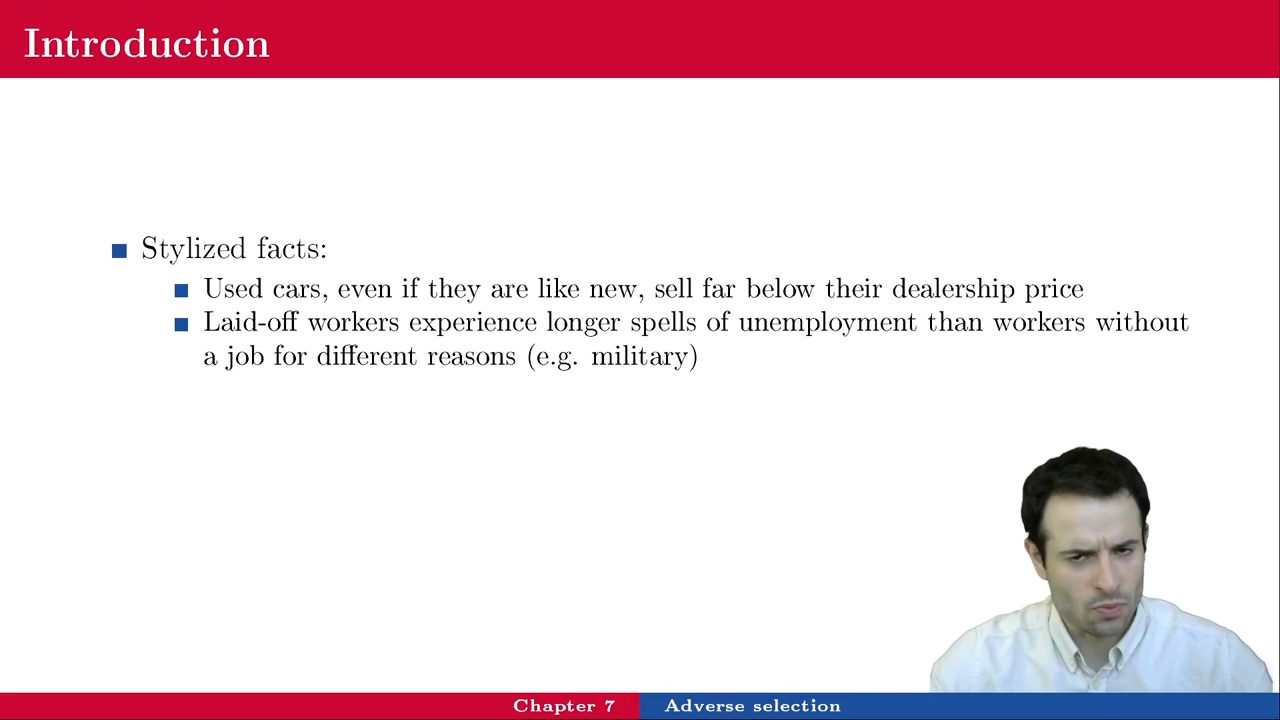 Introduction
Stylized facts:
Used cars, even if they are like new, sell far below their dealership price
Laid-off workers experience longer spells of unemployment than workers without
a job for different reasons (e.g. military)
Chapter 7
Adverse selection